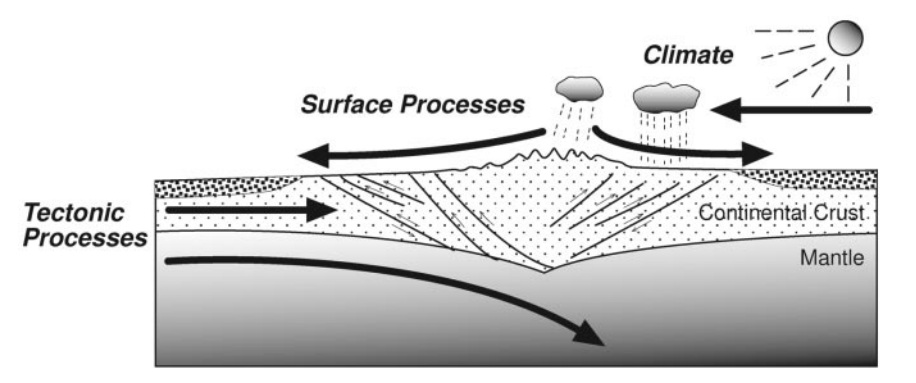 Climate
Surface Processes
Tectonic
Processes
Continental Crust
Mantle